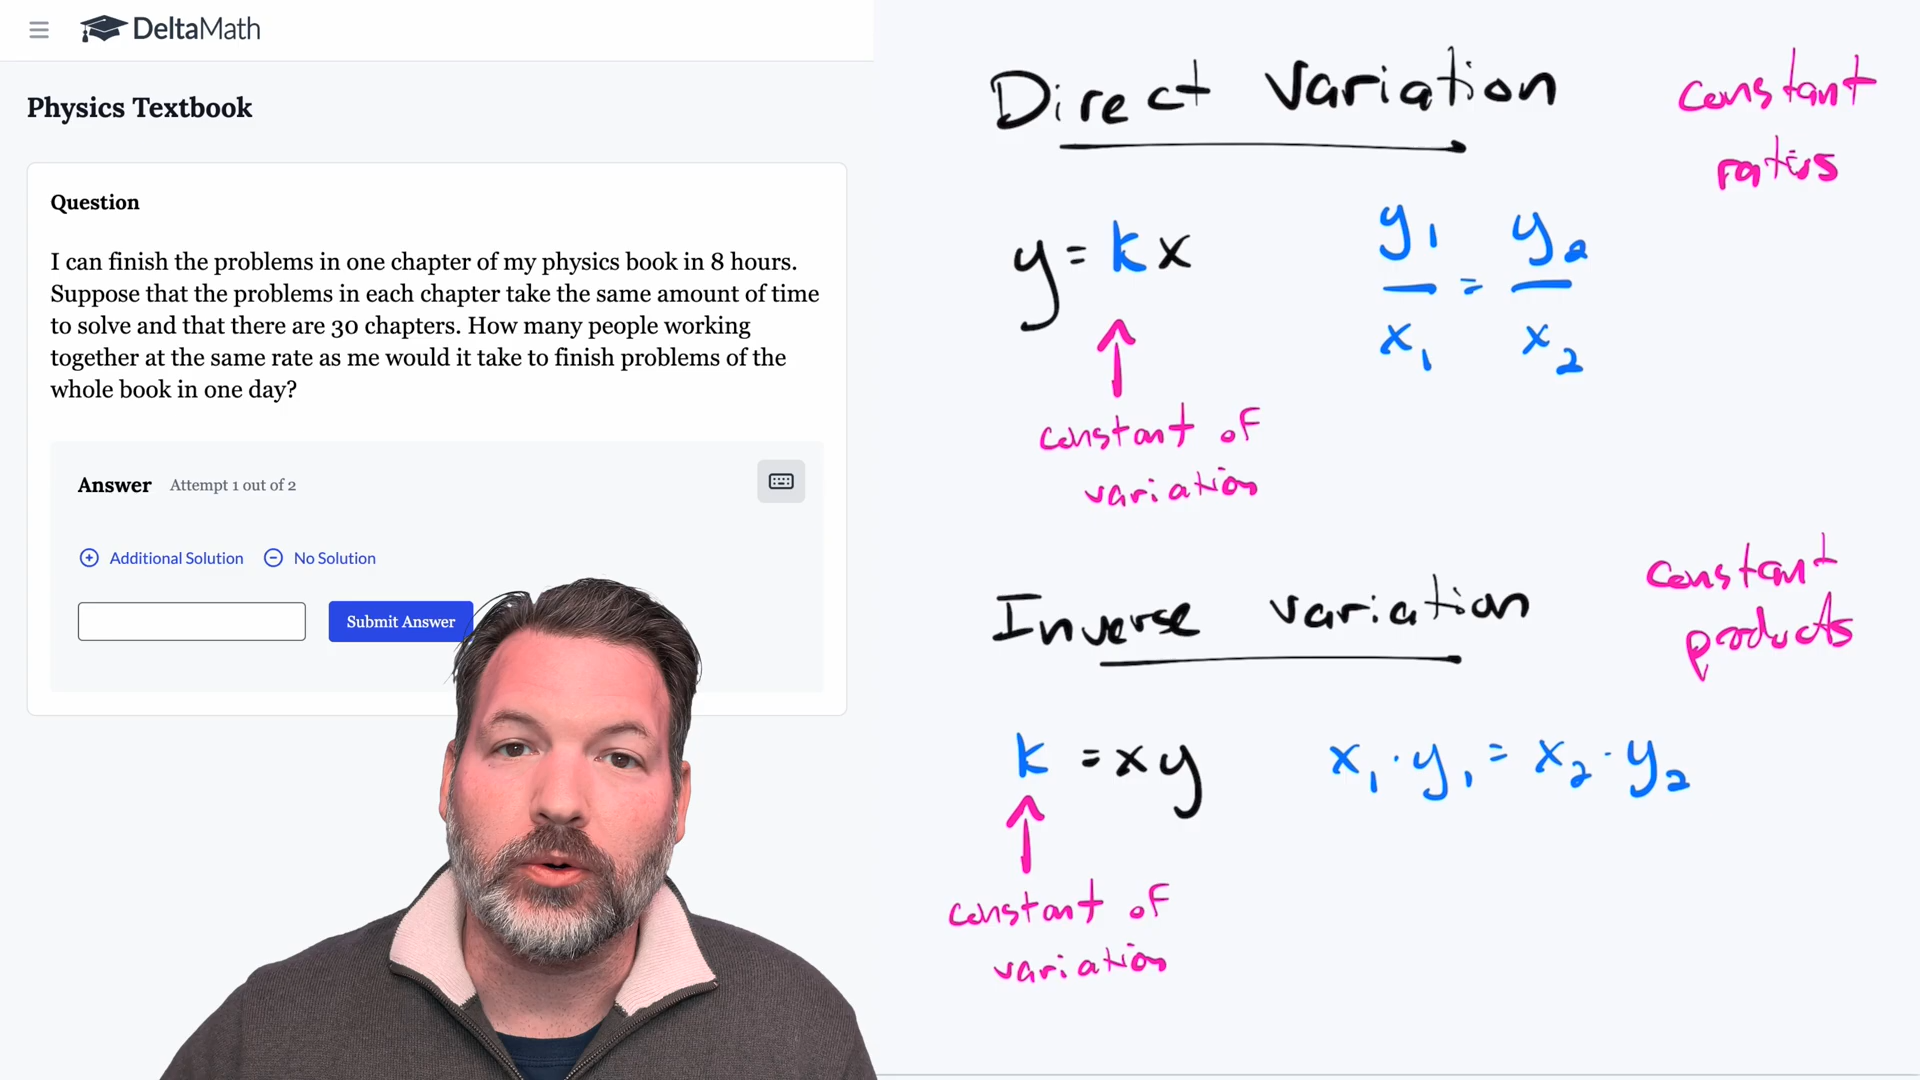 DeltaMath
Physics Textbook
Question
I can finish the problems in one chapter of my physics book in 8 hours.
Suppose that the problems in each chapter take the same amount of time
to solve and that there are 30 chapters. How many people working
together at the same rate as me would it take to finish problems of the
whole book in one day?
Answer Attempt 1 out of 2
Additional Solution No Solution
Submit Answer
Direct Variation
constant
ratios
y = kx
y₁/x₁ = y₂/x₂
constant of
variation
Inverse variation
constant
products
k = xy
x₁ · y₁ = x₂ · y₂
constant of
variation